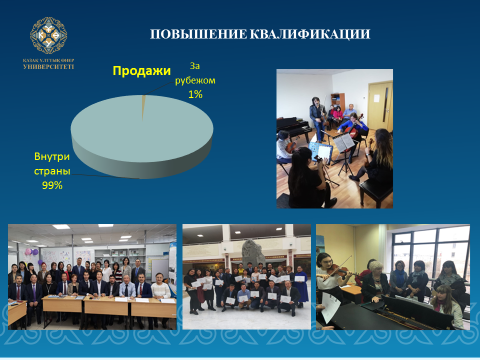 ПОВЫШЕНИЕ КВАЛИФИКАЦИИ
ҚАЗАҚ ҰЛТТЫҚ ӨНЕР
УНИВЕРСИТЕТІ
Продажи
За
рубежом
1%
Внутри
страны
99%